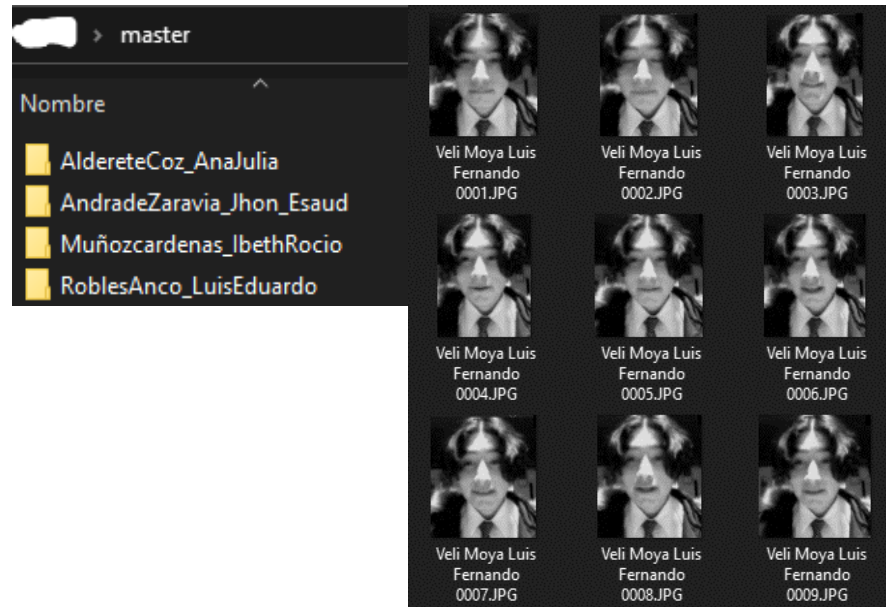 > master
Nombre
AldereteCoz_AnaJulia
AndradeZaravia_Jhon_Esaud
Muñozcardenas_IbethRocio
RoblesAnco_LuisEduardo
Veli Moya Luis
Fernando
0001.JPG
Veli Moya Luis
Fernando
0002.JPG
Veli Moya Luis
Fernando
0003.JPG
Veli Moya Luis
Fernando
0004.JPG
Veli Moya Luis
Fernando
0005.JPG
Veli Moya Luis
Fernando
0006.JPG
Veli Moya Luis
Fernando
0007.JPG
Veli Moya Luis
Fernando
0008.JPG
Veli Moya Luis
Fernando
0009.JPG